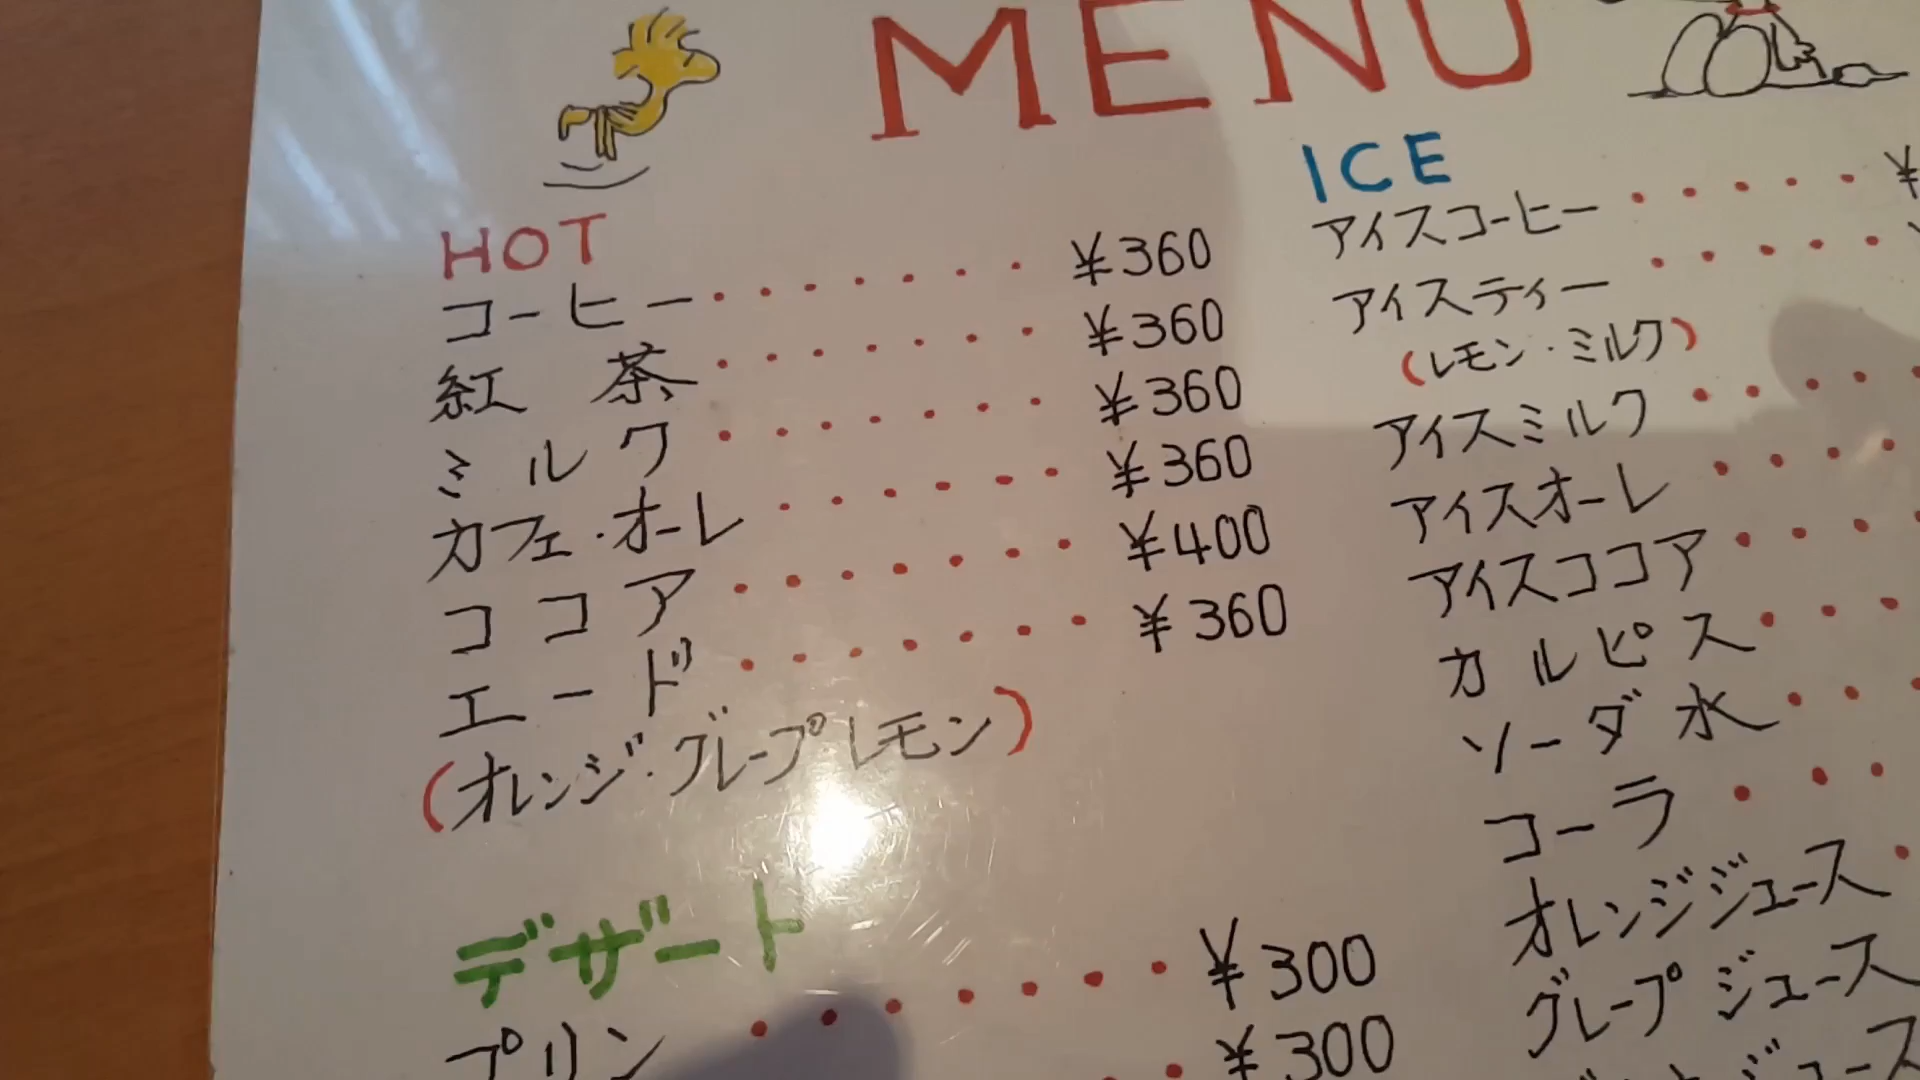 MENU
HOT
コーヒー・・・・・・・¥360
紅茶・・・・・・・¥360
ミルク・・・・・・・¥360
カフェ・オーレ・・・・・・¥360
ココア・・・・・・・¥400
エード・・・・・・・¥360
(オレンジ・グレープレモン)
デザート
プリン・・・・・・・¥300
¥300
ICE
アイスコーヒー・・・・・¥
アイスティー・・・・・
(レモン・ミルク)
アイスミルク・・・・・
アイスオーレ・・・・
アイスココア・・・・
カルピス・・・
ソーダ水・・・
コーラ・・・
オレンジジュース・
グレープジュース